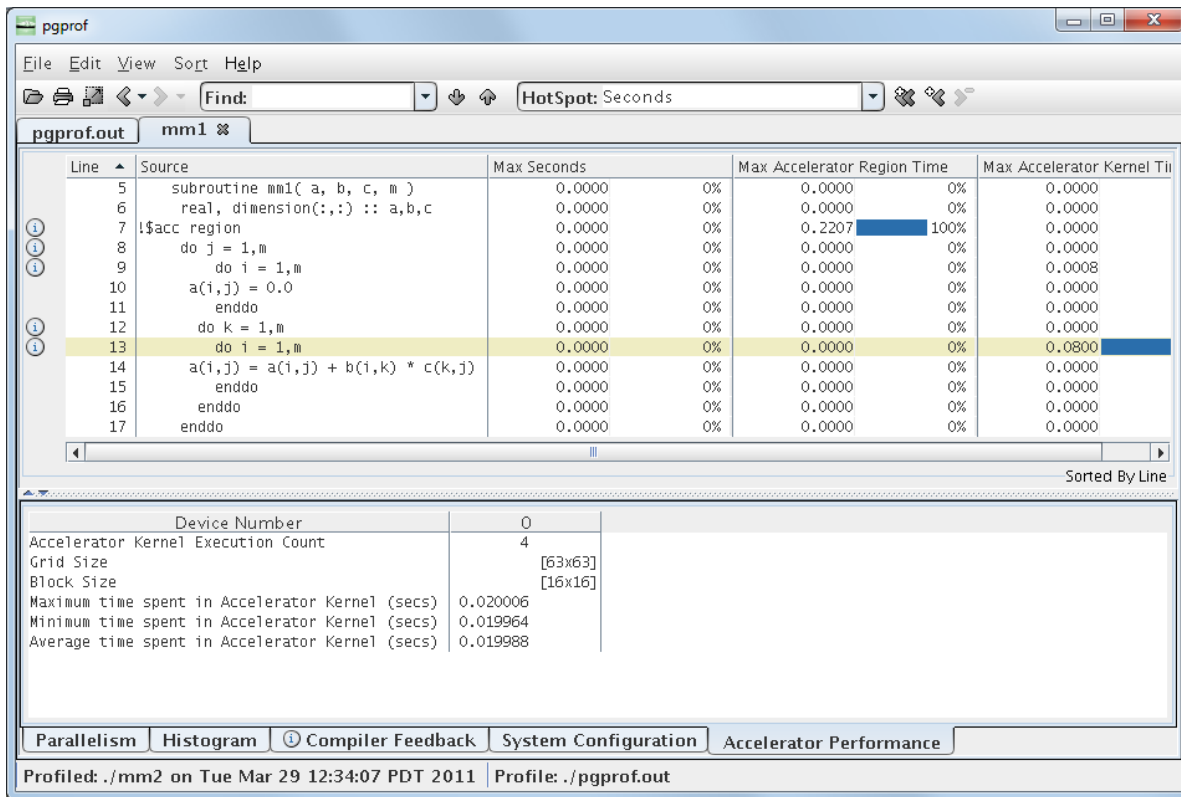 pgprof
File Edit View Sort Help
Find: HotSpot: Seconds
pgprof.out mm1
Line Source Max Seconds Max Accelerator Region Time Max Accelerator Kernel Tir
5 subroutine mm1( a, b, c, m ) 0.0000 0% 0.0000 0% 0.0000
6 real, dimension(:,:) :: a,b,c 0.0000 0% 0.0000 0% 0.0000
7 !$acc region 0.0000 0% 0.2207 100% 0.0000
8 do j = 1,m 0.0000 0% 0.0000 0% 0.0000
9 do i = 1,m 0.0000 0% 0.0000 0% 0.0008
10 a(i,j) = 0.0 0.0000 0% 0.0000 0% 0.0000
11 enddo 0.0000 0% 0.0000 0% 0.0000
12 do k = 1,m 0.0000 0% 0.0000 0% 0.0000
13 do i = 1,m 0.0000 0% 0.0000 0% 0.0800
14 a(i,j) = a(i,j) + b(i,k) * c(k,j) 0.0000 0% 0.0000 0% 0.0000
15 enddo 0.0000 0% 0.0000 0% 0.0000
16 enddo 0.0000 0% 0.0000 0% 0.0000
17 enddo 0.0000 0% 0.0000 0% 0.0000
Sorted By Line
Device Number 0
Accelerator Kernel Execution Count 4
Grid Size [63x63]
Block Size [16x16]
Maximum time spent in Accelerator Kernel (secs) 0.020006
Minimum time spent in Accelerator Kernel (secs) 0.019964
Average time spent in Accelerator Kernel (secs) 0.019988
Parallelism Histogram Compiler Feedback System Configuration Accelerator Performance
Profiled: ./mm2 on Tue Mar 29 12:34:07 PDT 2011 Profile: ./pgprof.out